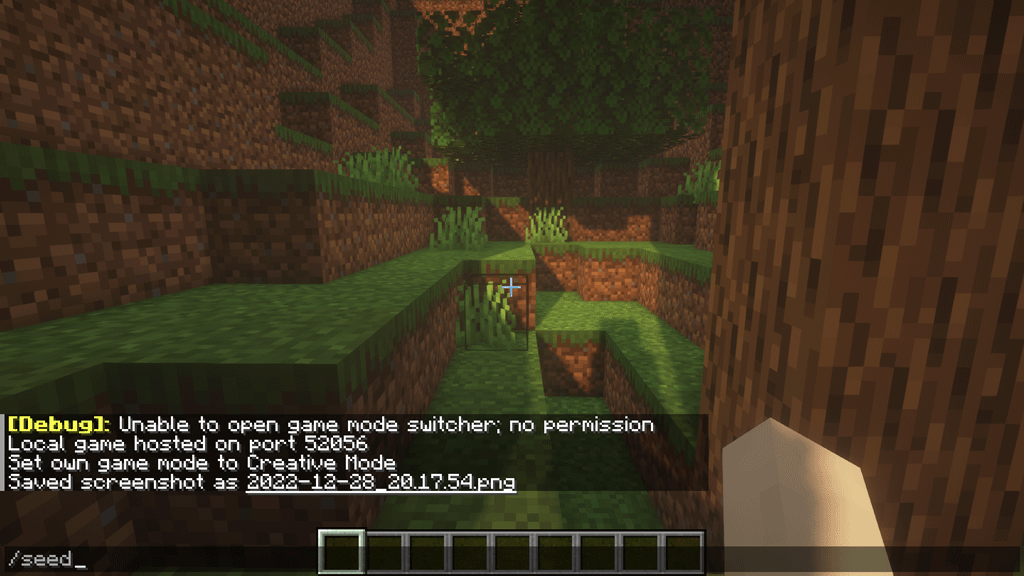 [Debug]: Unable to open game mode switcher; no permission
Local game hosted on port 52056
Set own game mode to Creative Mode
Saved screenshot as 2022-12-28_20.17.54.png
/seed_